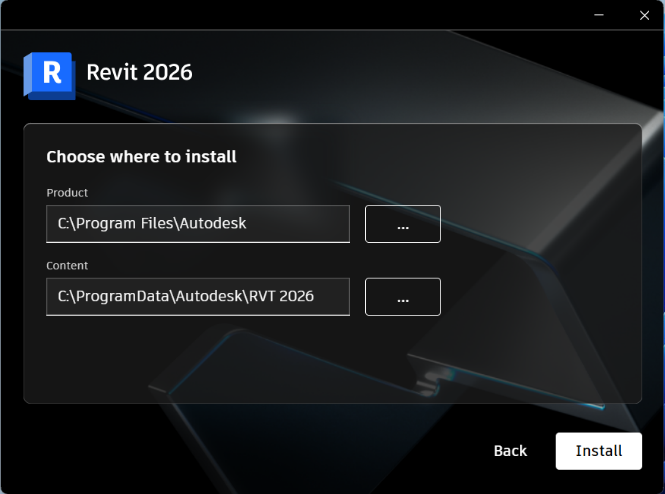 R Revit 2026
Choose where to install
Product
C:\Program Files\Autodesk ...
Content
C:\ProgramData\Autodesk\RVT 2026 ...
Back Install